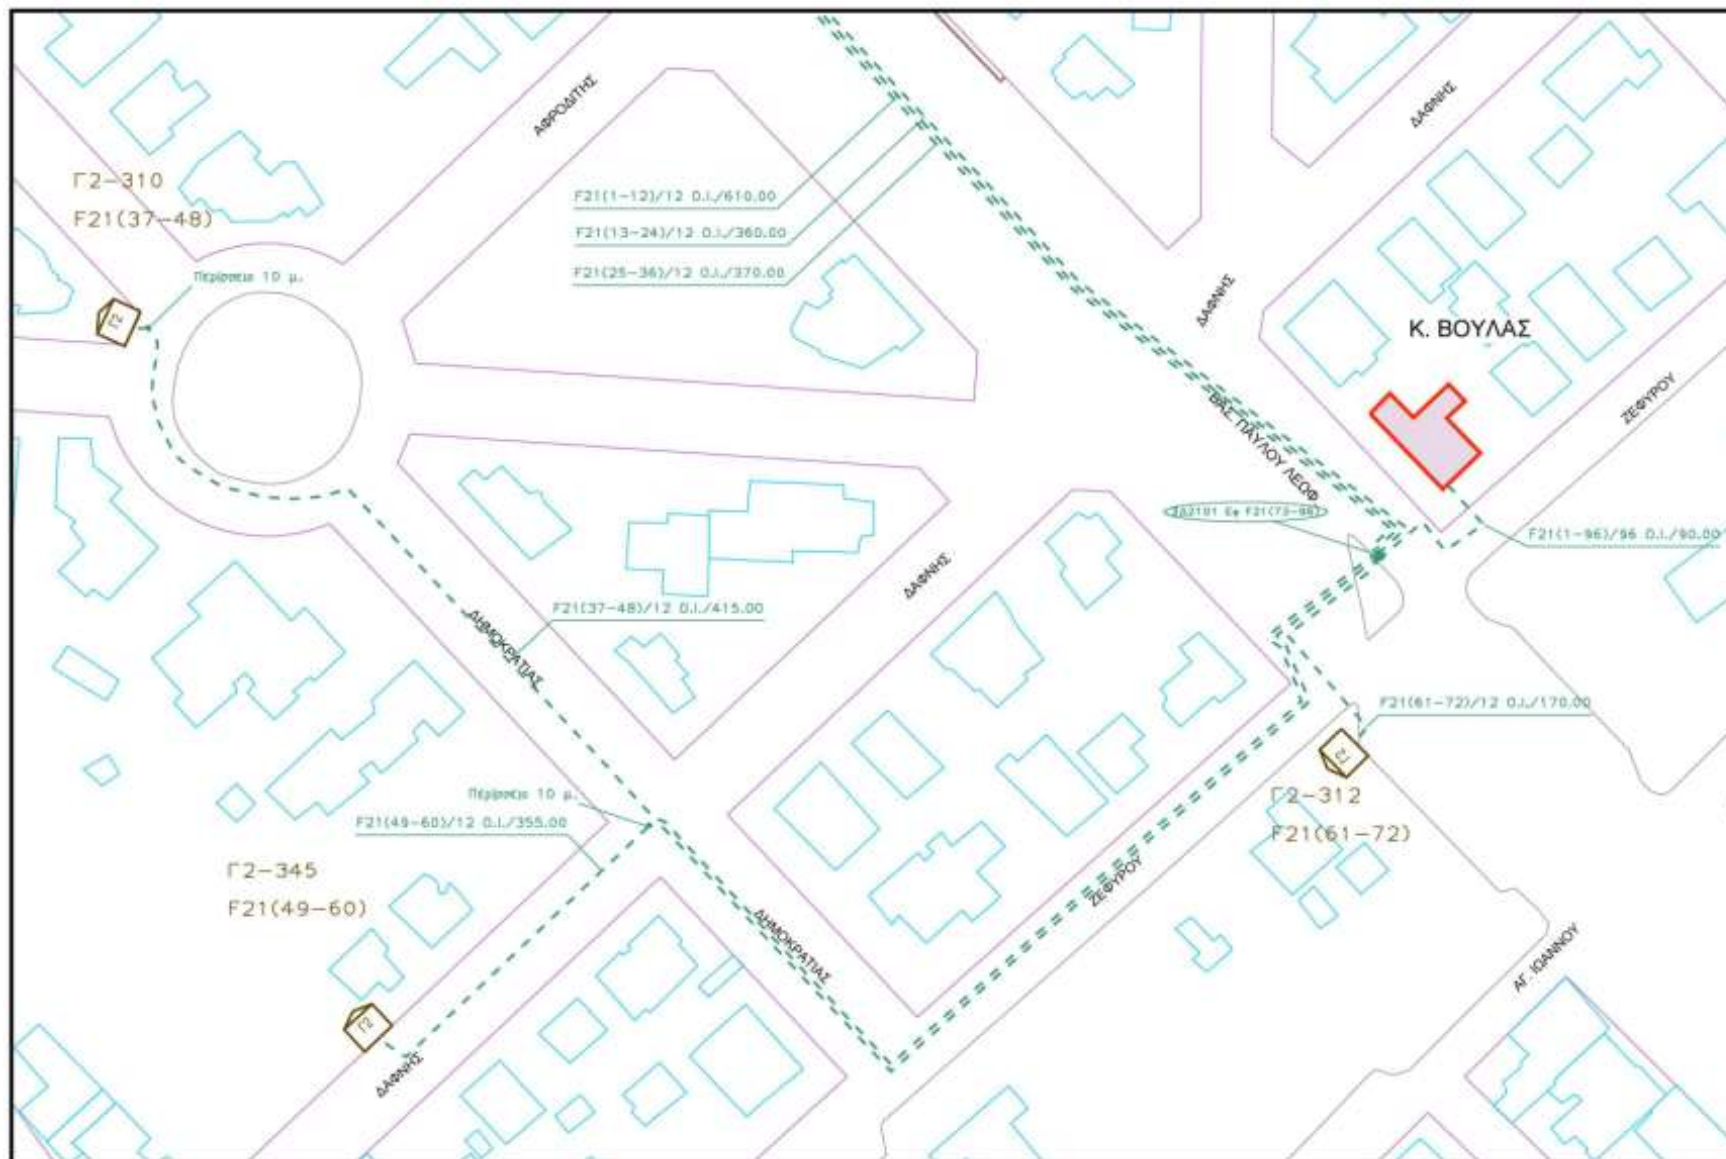 ΑΦΡΟΔΙΤΗΣ
ΔΑΦΝΗΣ
Γ2-310
F21(37-48)
F21(1-12)/12 O.I./610.00
F21(13-24)/12 O.I./360.00
F21(25-36)/12 O.I./370.00
Γ2
ΔΑΦΝΗΣ
Κ. ΒΟΥΛΑΣ
ΖΕΦΥΡΟΥ
ΒΑΣ. ΠΑΥΛΟΥ ΛΕΩΦ
F21(1-96)/96 O.I./90.00
ΔΑΦΝΗΣ
F21(37-48)/12 O.I./415.00
ΔΗΜΟΚΡΑΤΙΑΣ
F21(61-72)/12 O.I./170.00
Γ2
Γ2-312
F21(61-72)
10 μ.
F21(49-60)/12 O.I./355.00
Γ2-345
F21(49-60)
ΖΕΦΥΡΟΥ
ΔΗΜΟΚΡΑΤΙΑΣ
ΑΓ. ΙΩΑΝΝΟΥ
Γ2
ΔΑΦΝΗΣ